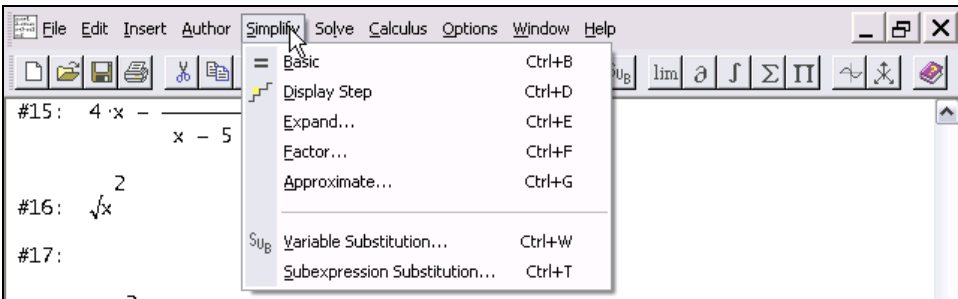 File Edit Insert Author Simplify Solve Calculus Options Window Help
lim ∂ ∫ Σ Π
= Basic Ctrl+B
Display Step Ctrl+D
Expand... Ctrl+E
Factor... Ctrl+F
Approximate... Ctrl+G
SUB Variable Substitution... Ctrl+W
Subexpression Substitution... Ctrl+T
#15: 4·x −
x − 5
2
#16: √x
#17: